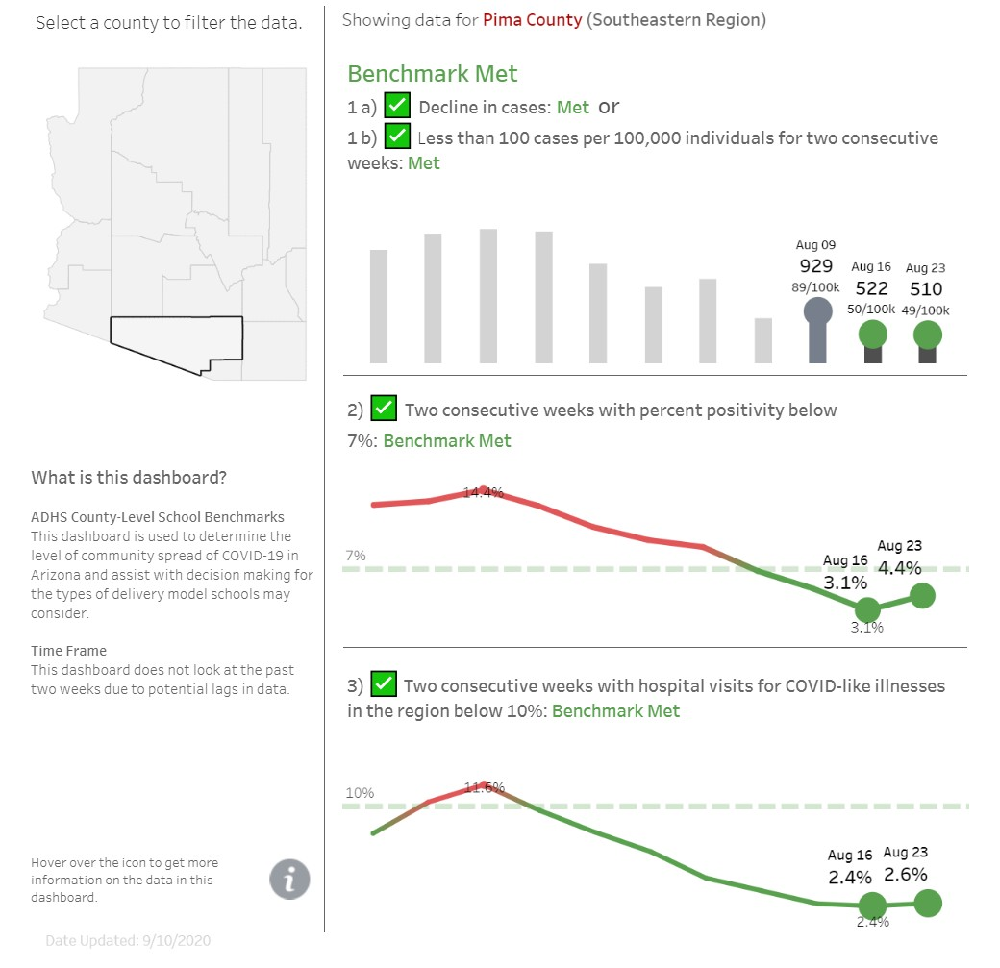 Select a county to filter the data.
What is this dashboard?
ADHS County-Level School Benchmarks
This dashboard is used to determine the
level of community spread of COVID-19 in
Arizona and assist with decision making for
the types of delivery model schools may
consider.
Time Frame
This dashboard does not look at the past
two weeks due to potential lags in data.
Hover over the icon to get more
information on the data in this
dashboard.
i
Date Updated: 9/10/2020
Showing data for Pima County (Southeastern Region)
Benchmark Met
1 a) ✓ Decline in cases: Met or
1 b) ✓ Less than 100 cases per 100,000 individuals for two consecutive
weeks: Met
Aug 09
929
89/100k
Aug 16
522
50/100k
Aug 23
510
49/100k
2) ✓ Two consecutive weeks with percent positivity below
7%: Benchmark Met
14.4%
7%
Aug 16
3.1%
Aug 23
4.4%
3.1%
3) ✓ Two consecutive weeks with hospital visits for COVID-like illnesses
in the region below 10%: Benchmark Met
11.6%
10%
Aug 16
2.4%
Aug 23
2.6%
2.4%